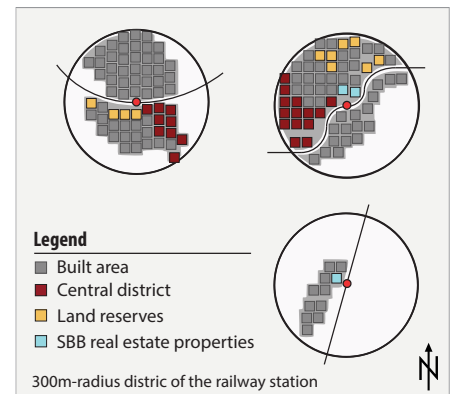 Legend
Built area
Central district
Land reserves
SBB real estate properties
300m-radius distric of the railway station
N